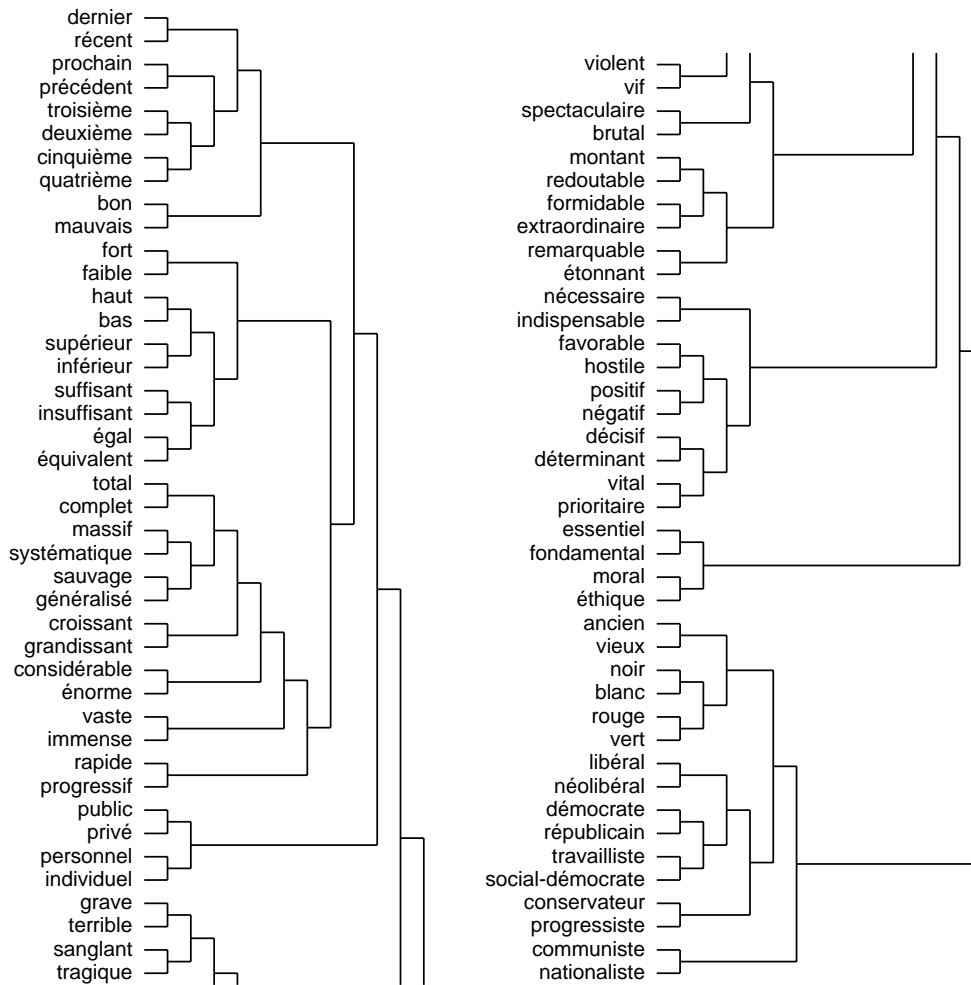 dernier
récent
prochain
précédent
troisième
deuxième
cinquième
quatrième
bon
mauvais
fort
faible
haut
bas
supérieur
inférieur
suffisant
insuffisant
égal
équivalent
total
complet
massif
systématique
sauvage
généralisé
croissant
grandissant
considérable
énorme
vaste
immense
rapide
progressif
public
privé
personnel
individuel
grave
terrible
sanglant
tragique
violent
vif
spectaculaire
brutal
montant
redoutable
formidable
extraordinaire
remarquable
étonnant
nécessaire
indispensable
favorable
hostile
positif
négatif
décisif
déterminant
vital
prioritaire
essentiel
fondamental
moral
éthique
ancien
vieux
noir
blanc
rouge
vert
libéral
néolibéral
démocrate
républicain
travailliste
social-démocrate
conservateur
progressiste
communiste
nationaliste